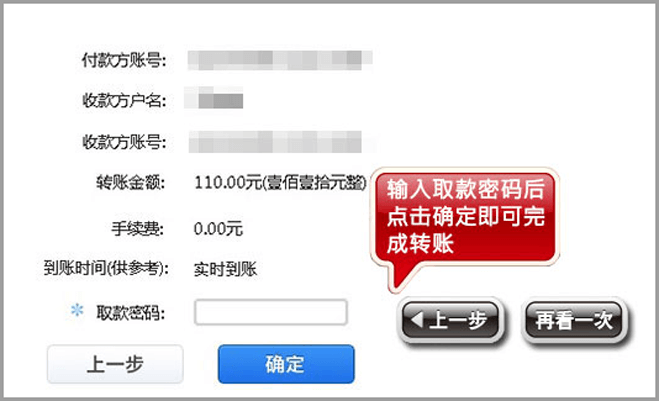 付款方账号:
收款方户名:
收款方账号:
转账金额: 110.00元(壹佰壹拾元整)
输入取款密码后
点击确定即可完
成转账
手续费: 0.00元
到账时间(供参考): 实时到账
* 取款密码:
上一步 再看一次
上一步 确定